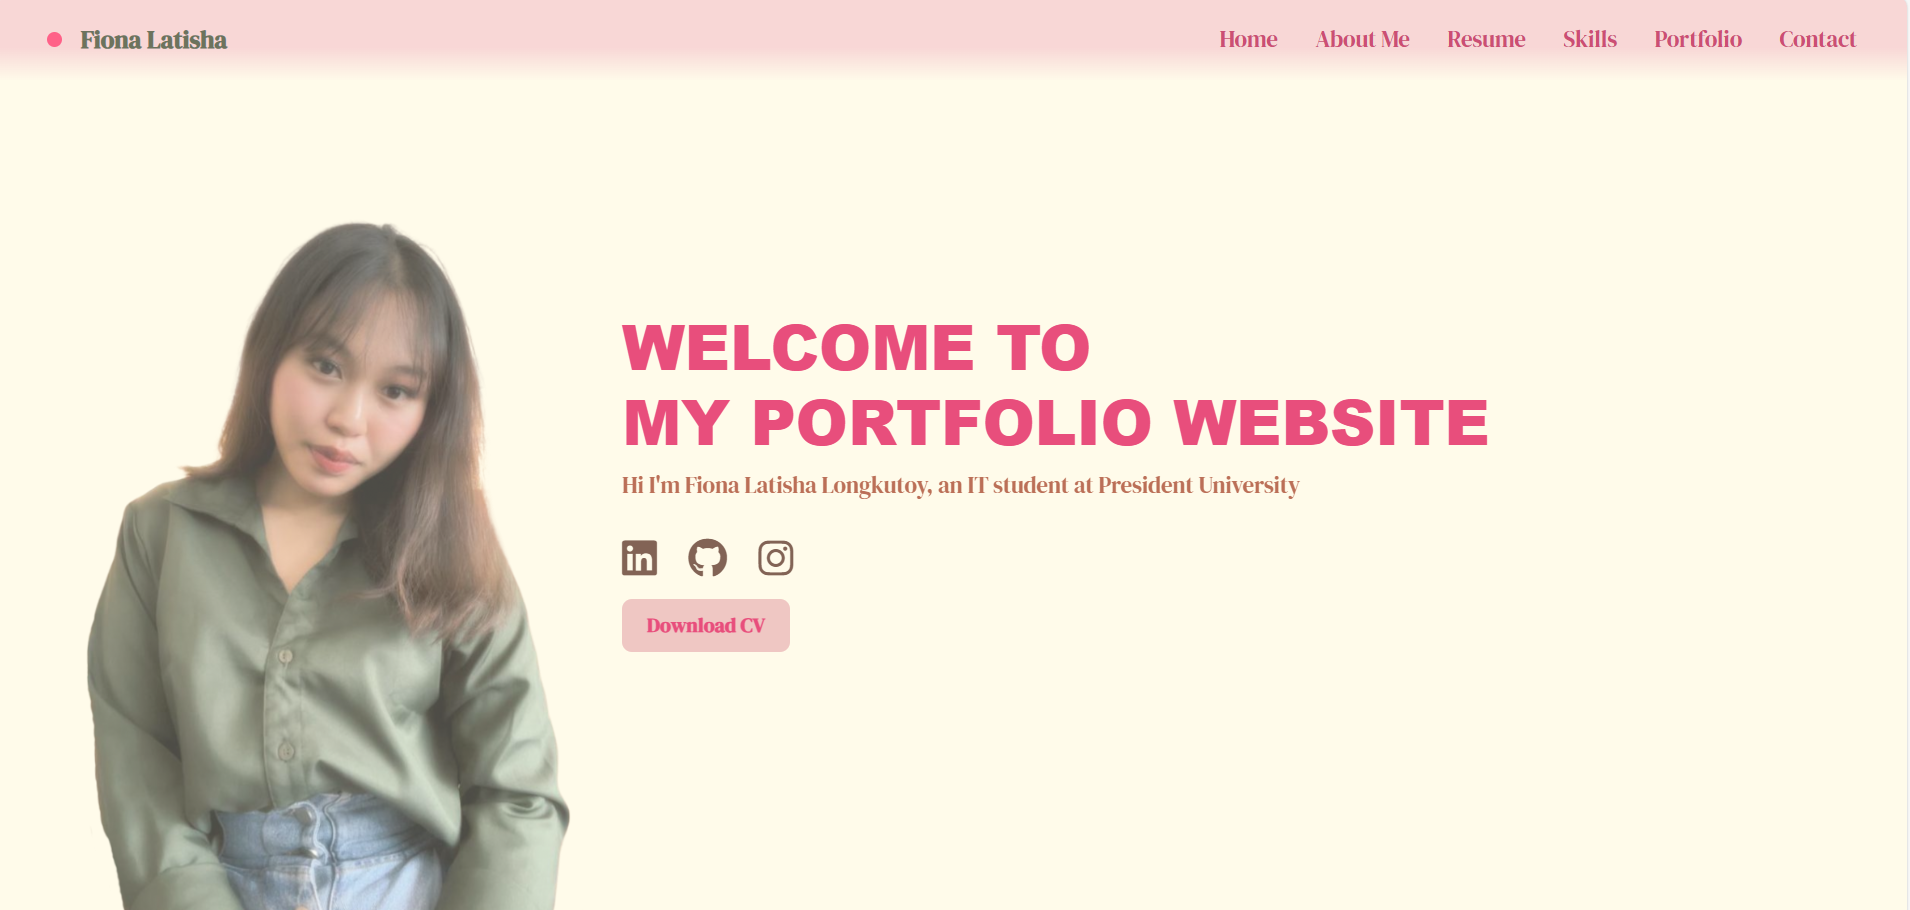 Fiona Latisha
Home About Me Resume Skills Portfolio Contact
WELCOME TO
MY PORTFOLIO WEBSITE
Hi I'm Fiona Latisha Longkutoy, an IT student at President University
in
Download CV